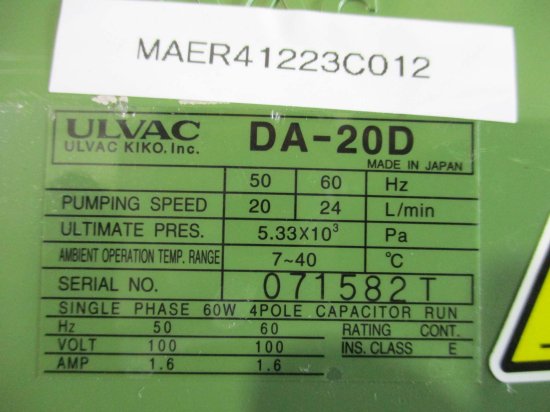 MAER41223C012
ULVAC DA-20D
ULVAC KIKO.Inc. MADE IN JAPAN
50 60 Hz
PUMPING SPEED 20 24 L/min
ULTIMATE PRES. 5.33X10³ Pa
AMBIENT OPERATION TEMP. RANGE 7~40 ℃
SERIAL NO. 071582T
SINGLE PHASE 60W 4POLE CAPACITOR RUN
Hz 50 60 RATING CONT.
VOLT 100 100 INS. CLASS E
AMP 1.6 1.6